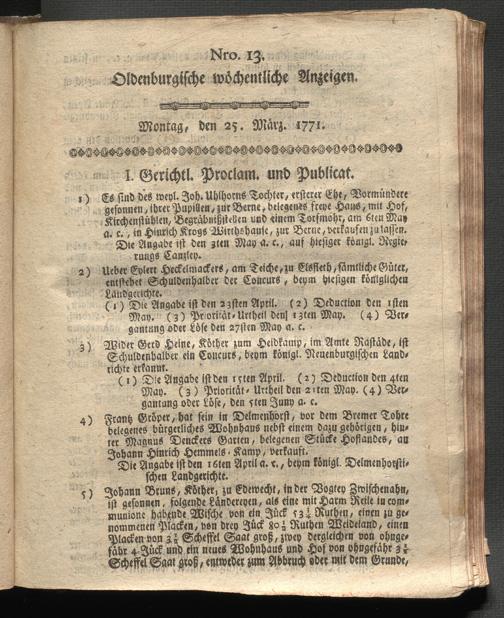 Nro. 13.
Oldenburgische wöchentliche Anzeigen.
Montag, den 25. März. 1771.
I. Gerichtl. Proclam. und Publicat.
1) Es sind des weyl. Joh. Uhlhorns Tochter, ersterer Ehe, Vormündere
gesonnen, ihrer Pupillen, zur Berne, belegenes freye Haus, mit Hof,
Kirchenstühlen, Begräbnißstellen und einem Torfmohr, am 6ten May
a. c., in Hinrich Krogs Wirthshause, zur Berne, verkaufen zu lassen.
Die Angabe ist den 3ten May a. c., auf hiesiger königl. Regie-
rungs Canzley.
2) Ueber Eylert Heckelmackers, am Teiche, zu Elsfleth, sämtliche Güter,
entstehet Schuldenhalber der Concurs, beym hiesigen königlichen
Landgerichte.
(1) Die Angabe ist den 23sten April. (2) Deduction den 1sten
May. (3) Priorität-Urtheil den 13ten May. (4) Ver-
gantung oder Löse den 27sten May a. c.
3) Wider Gerd Heine, Köther zum Heidkamp, im Amte Rastäde, ist
Schuldenhalber ein Concurs, beym königl. Neuenburgischen Land-
richte erkannt.
(1) Die Angabe ist den 15ten April. (2) Deduction den 4ten
May. (3) Priorität-Urtheil den 21ten May. (4) Ver-
gantung oder Löse, den 5ten Juny a. c.
4) Frantz Gröper, hat sein in Delmenhorst, vor dem Bremer Tohre
belegenes bürgerliches Wohnhaus nebst einem dazu gehörigen, hin-
ter Magnus Denckers Garten, belegenen Stücke Hoflandes, an
Johann Hinrich Hemmels-Kamp, verkauft.
Die Angabe ist den 16ten April a. c., beym königl. Delmenhorsti-
schen Landgerichte.
5) Johann Bruns, Köther, zu Edewecht, in der Vogtey Zwischenahn,
ist gesonnen, folgende Ländereyen, als eine mit Harm Reile in com-
munione habende Wische von ein Jück 53½ Ruthen, einen zu ge-
nommenen Placken, von drey Jück 80½ Ruthen Weideland, einen
Placken von 3¾ Scheffel Saat groß, zwey dergleichen von ohnge-
fähr 4 Jück und ein neues Wohnhaus und Hof von ohngefähr 3¾
Scheffel Saat groß, entweder zum Abbruch oder mit dem Grunde,